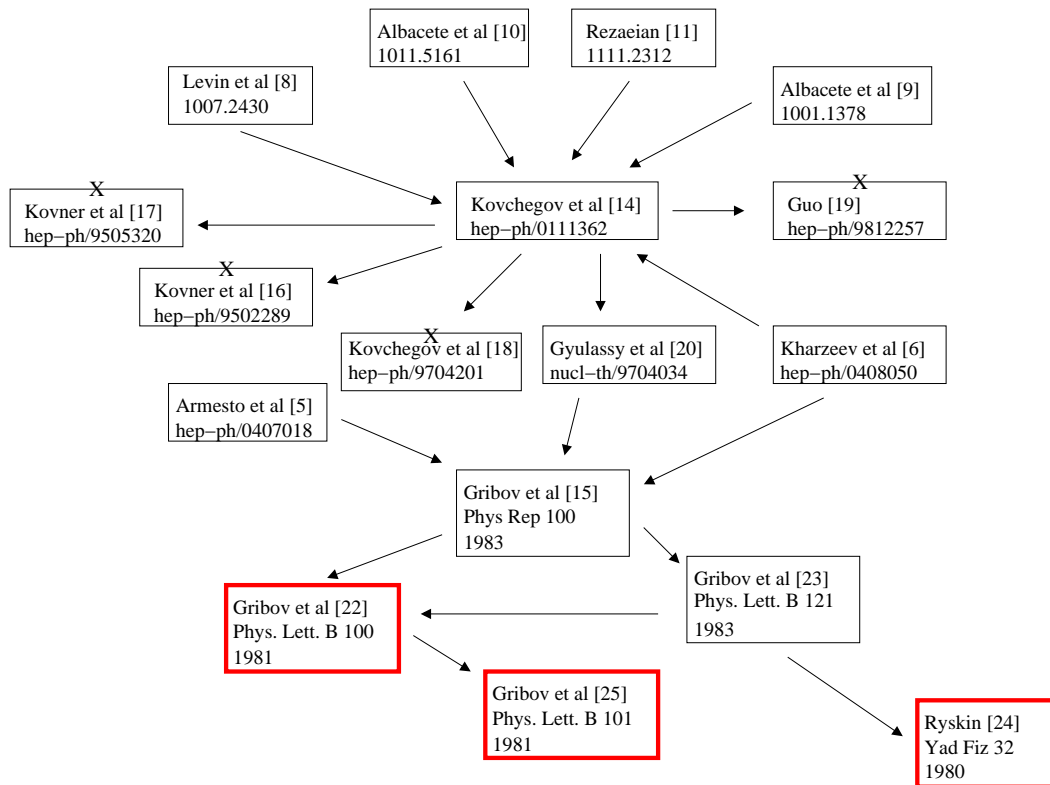 Albacete et al [10]
1011.5161
Rezaeian [11]
1111.2312
Levin et al [8]
1007.2430
Albacete et al [9]
1001.1378
X
Kovner et al [17]
hep−ph/9505320
Kovchegov et al [14]
hep−ph/0111362
X
Guo [19]
hep−ph/9812257
X
Kovner et al [16]
hep−ph/9502289
X
Kovchegov et al [18]
hep−ph/9704201
Gyulassy et al [20]
nucl−th/9704034
Kharzeev et al [6]
hep−ph/0408050
Armesto et al [5]
hep−ph/0407018
Gribov et al [15]
Phys Rep 100
1983
Gribov et al [23]
Phys. Lett. B 121
1983
Gribov et al [22]
Phys. Lett. B 100
1981
Gribov et al [25]
Phys. Lett. B 101
1981
Ryskin [24]
Yad Fiz 32
1980